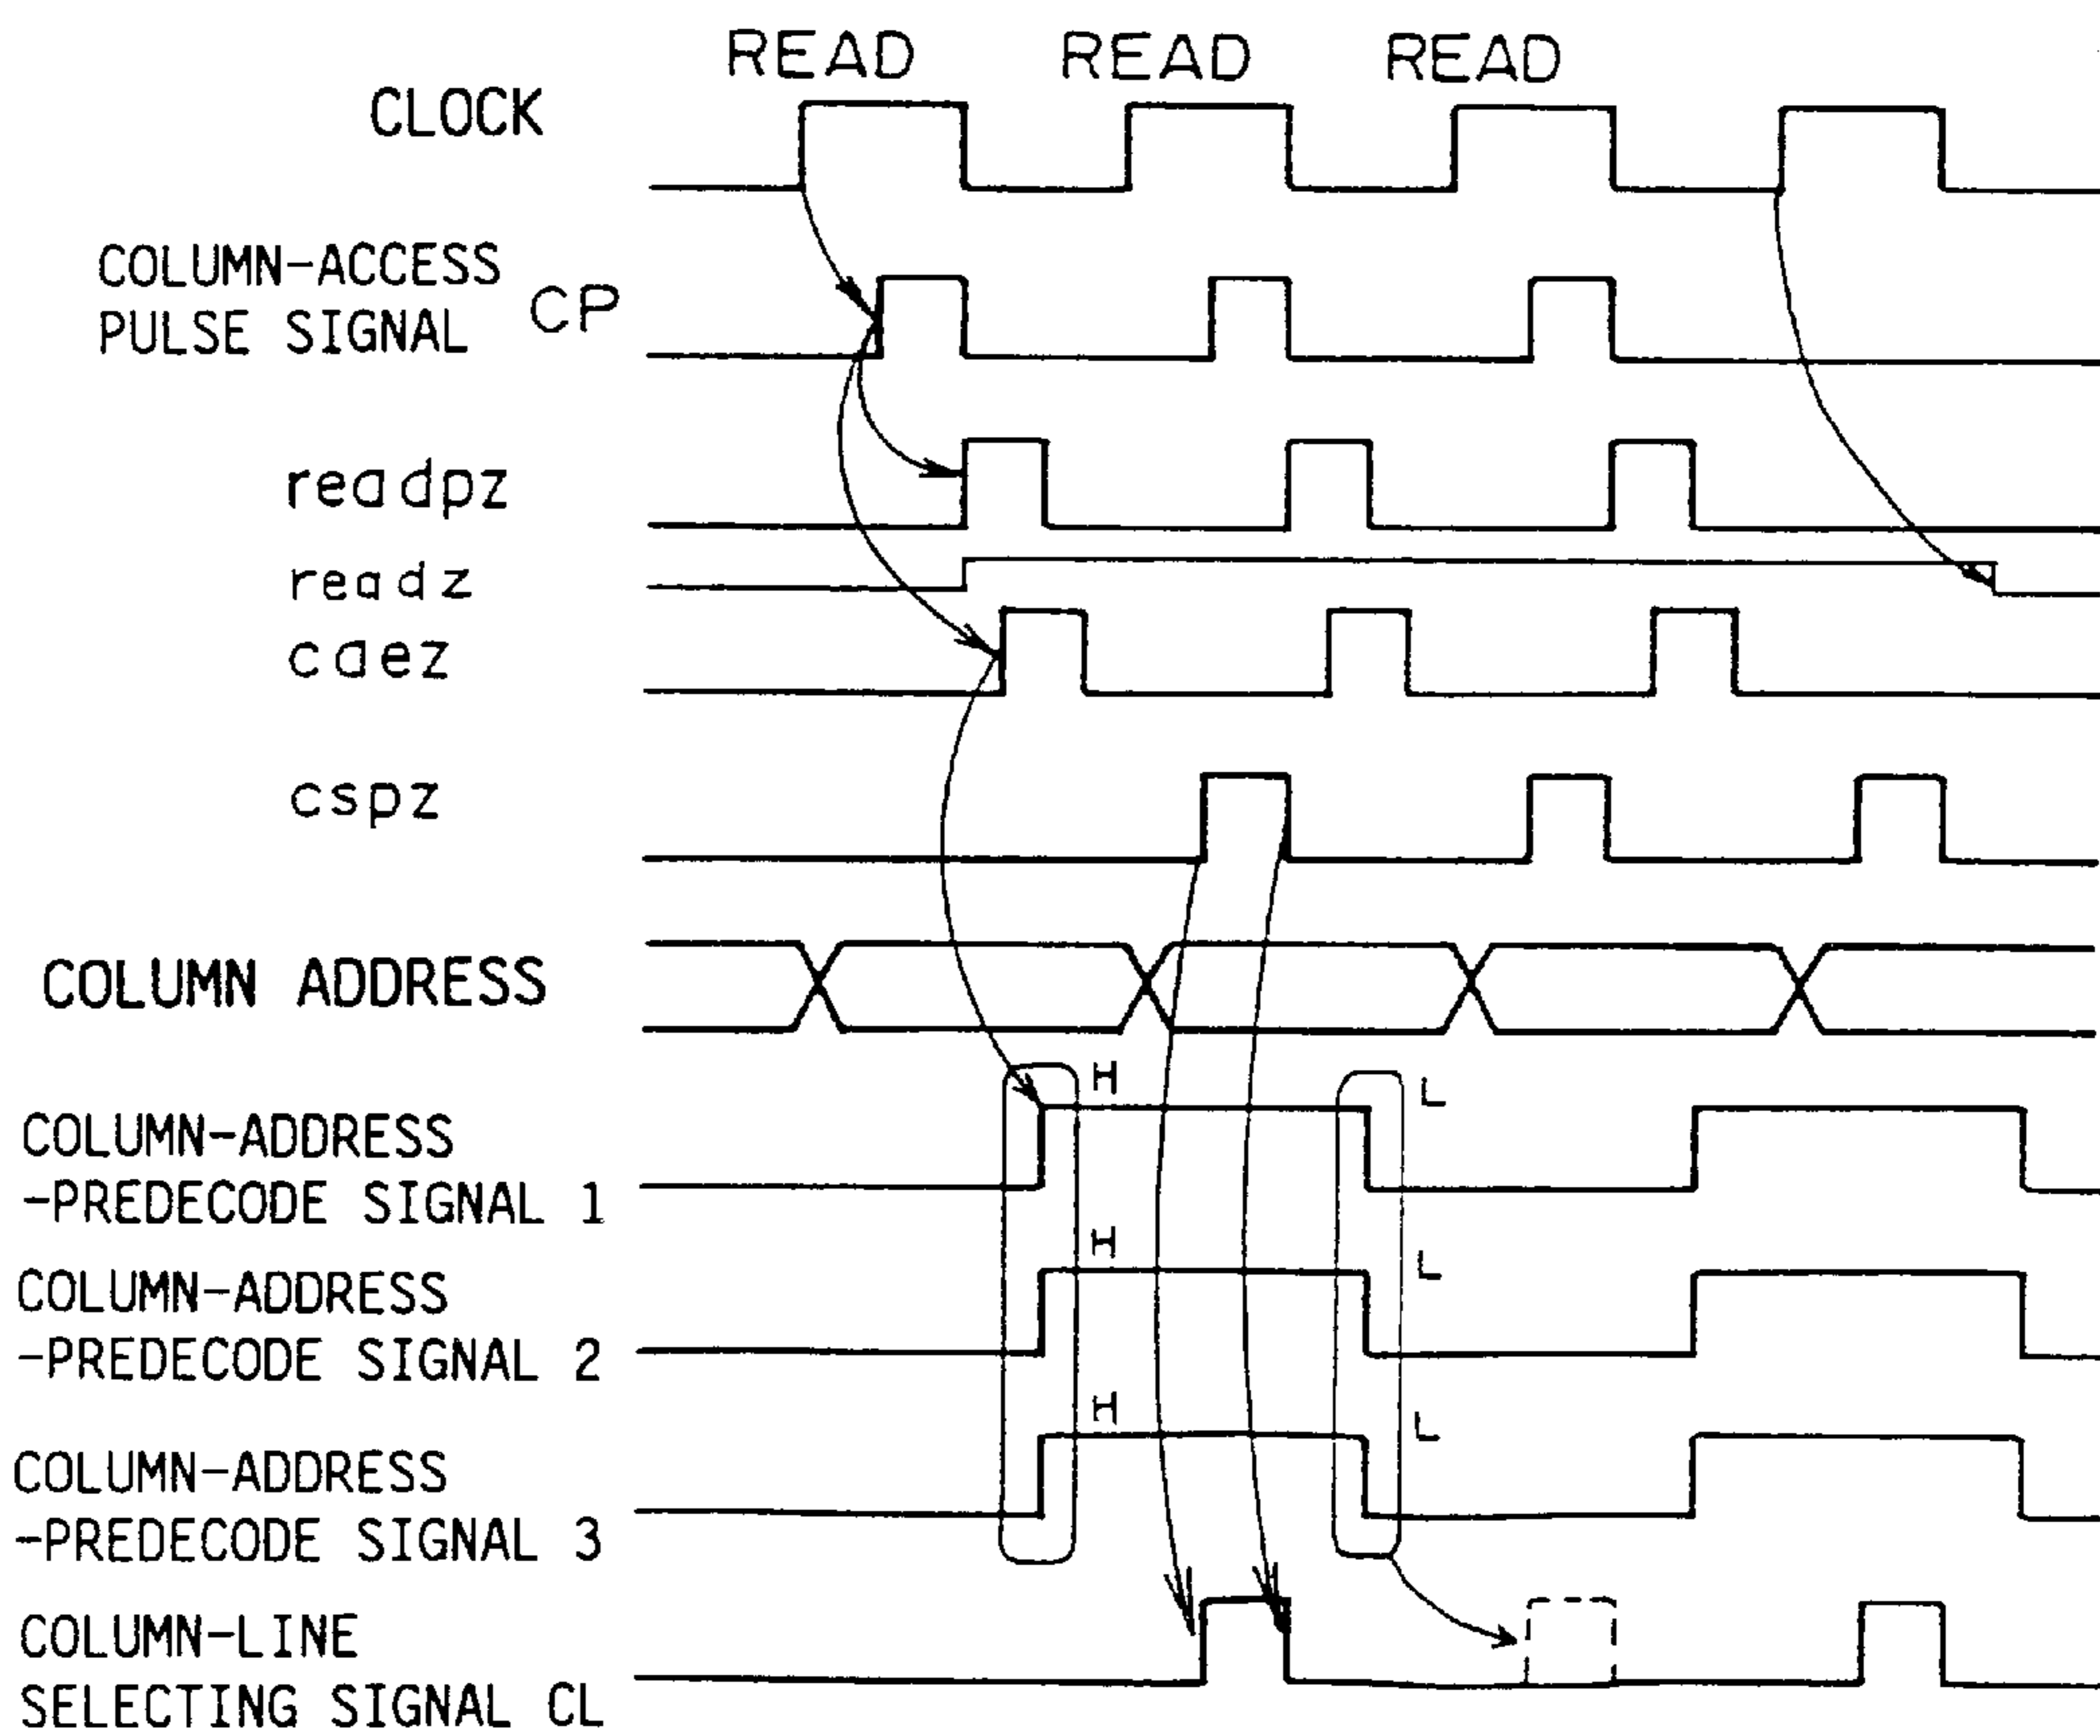 READ READ READ
CLOCK
COLUMN-ACCESS
PULSE SIGNAL CP
readpz
readz
caez
cspz
COLUMN ADDRESS
H L
COLUMN-ADDRESS
-PREDECODE SIGNAL 1
H L
COLUMN-ADDRESS
-PREDECODE SIGNAL 2
H L
COLUMN-ADDRESS
-PREDECODE SIGNAL 3
COLUMN-LINE
SELECTING SIGNAL CL